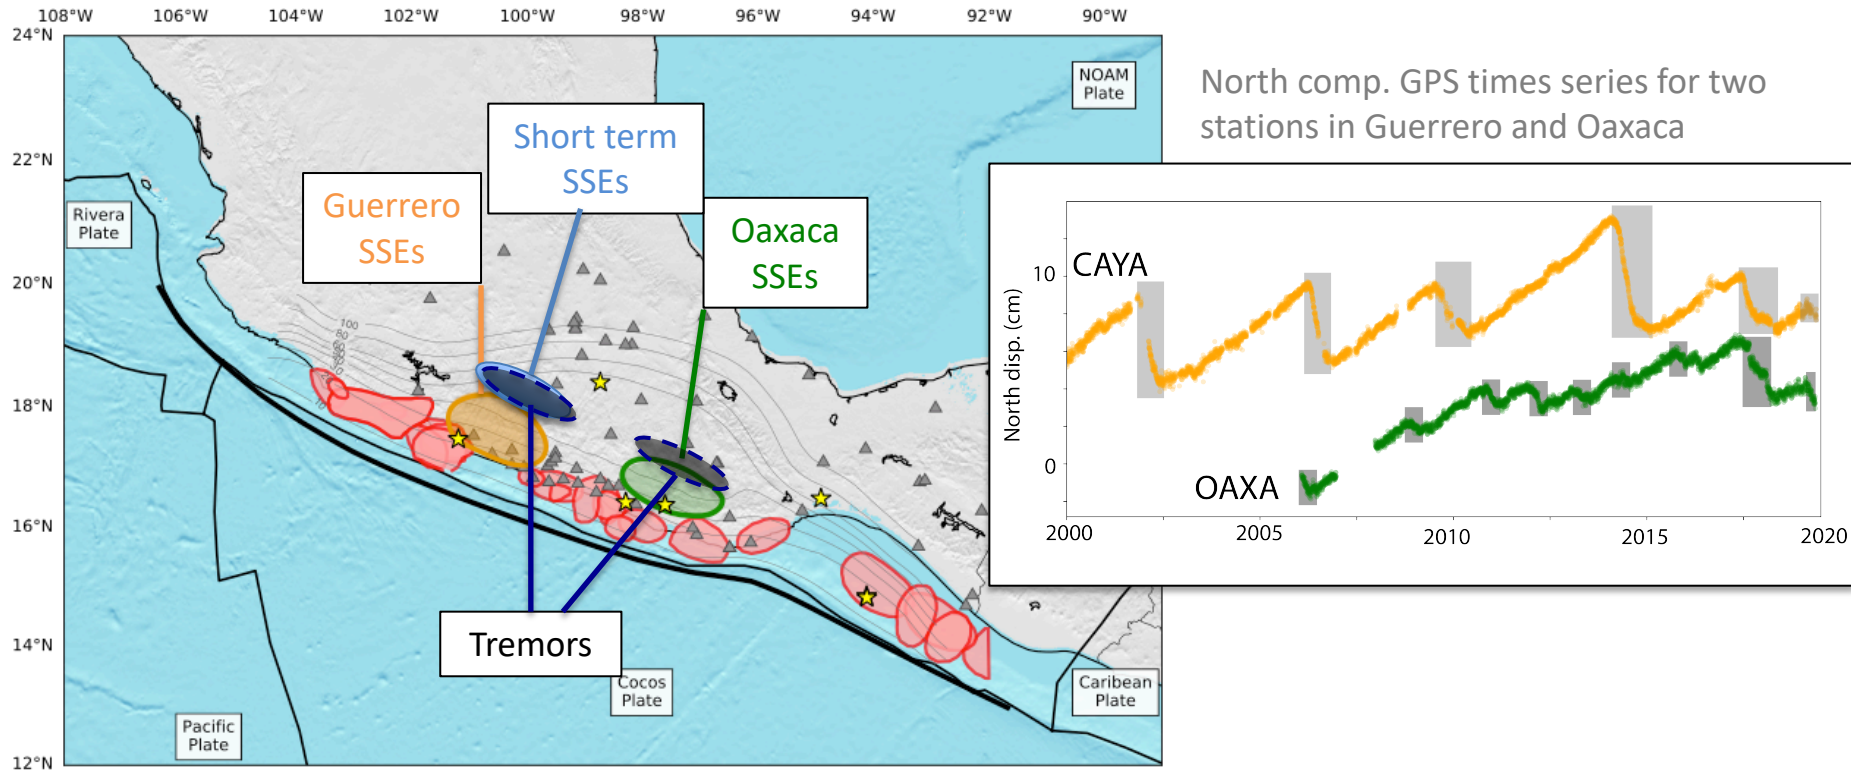 108°W 106°W 104°W 102°W 100°W 98°W 96°W 94°W 92°W 90°W
24°N
22°N
20°N
18°N
16°N
14°N
12°N
NOAM
Plate
Rivera
Plate
Short term
SSEs
Guerrero
SSEs
Oaxaca
SSEs
100
80
10
Tremors
Cocos
Plate
Caribean
Plate
Pacific
Plate
North comp. GPS times series for two
stations in Guerrero and Oaxaca
North disp. (cm)
10
0
CAYA
OAXA
2000 2005 2010 2015 2020